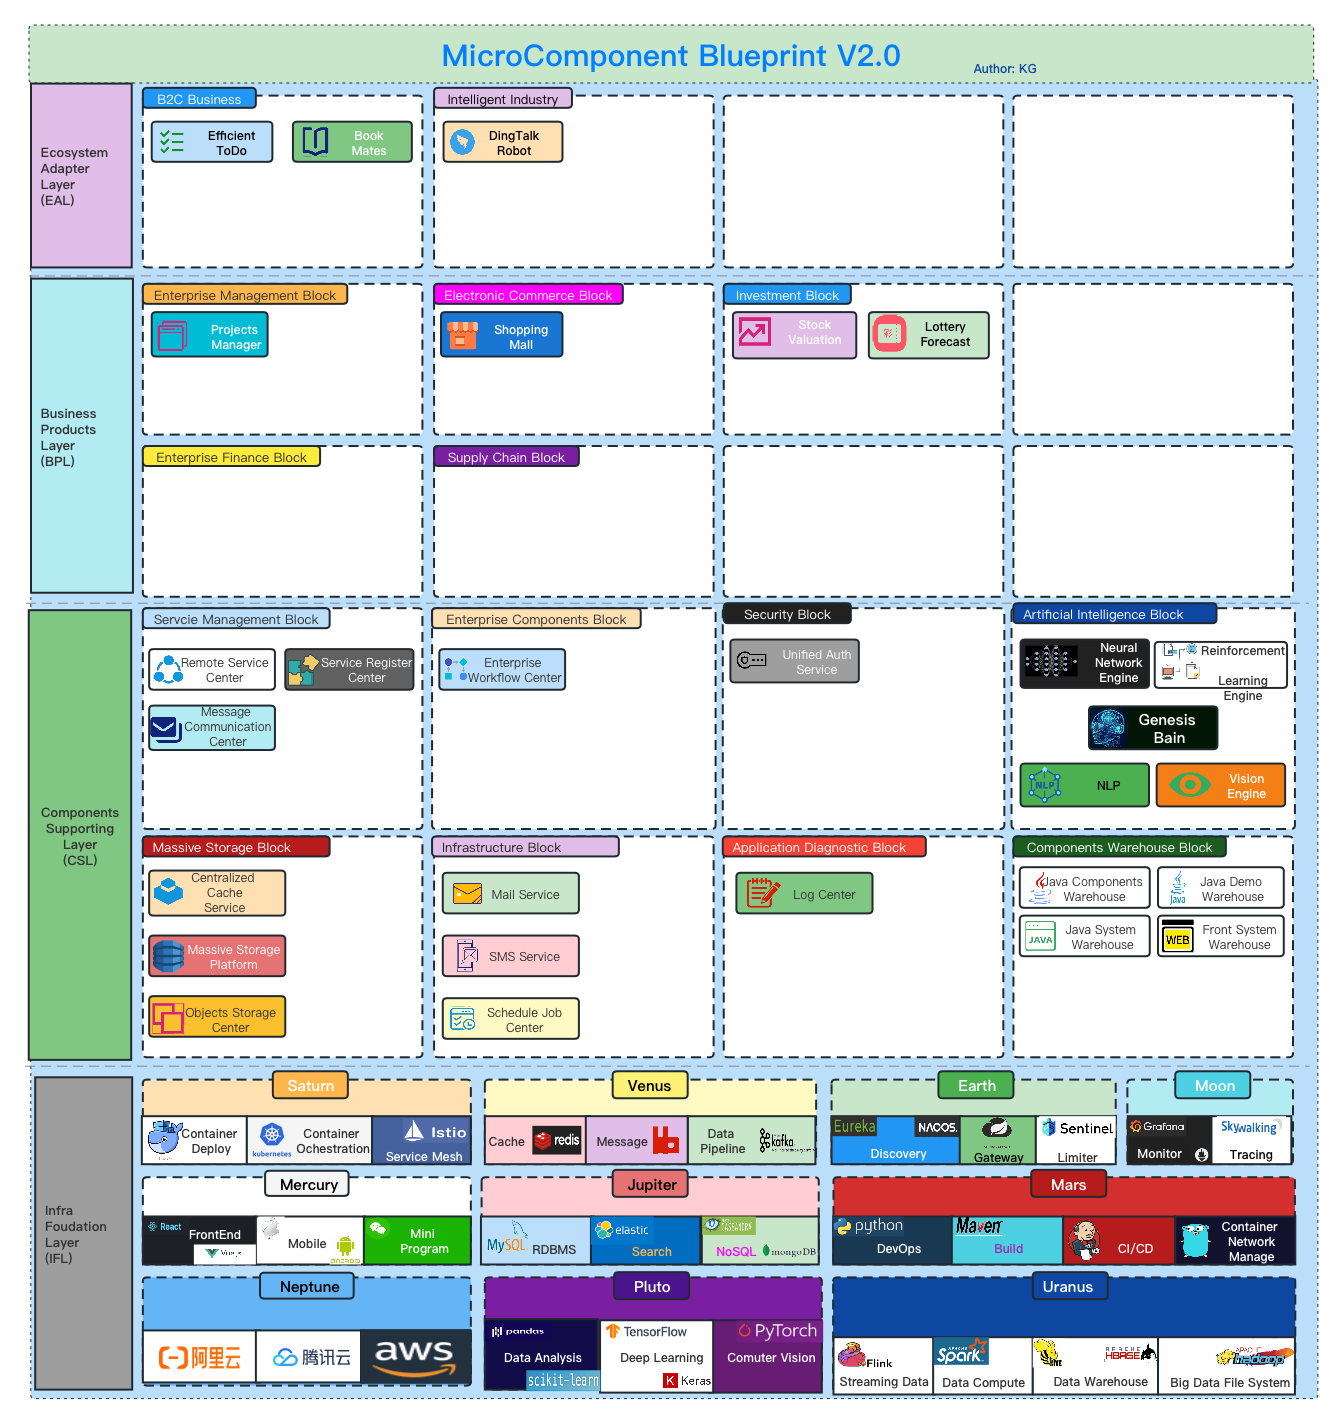 MicroComponent Blueprint V2.0
Author: KG
Ecosystem
Adapter
Layer
(EAL)
B2C Business
Efficient
ToDo
Book
Mates
Intelligent Industry
DingTalk
Robot
Business
Products
Layer
(BPL)
Enterprise Management Block
Projects
Manager
Electronic Commerce Block
Shopping
Mall
Investment Block
Stock
Valuation
彩
Lottery
Forecast
Enterprise Finance Block
Supply Chain Block
Components
Supporting
Layer
(CSL)
Servcie Management Block
Remote Service
Center
Service Register
Center
Message
Communication
Center
Enterprise Components Block
Enterprise
Workflow Center
Security Block
Unified Auth
Service
Artificial Intelligence Block
Neural
Network
Engine
Reinforcement
Learning
Engine
Genesis
Bain
NLP
NLP
Vision
Engine
Massive Storage Block
Centralized
Cache
Service
Massive Storage
Platform
Objects Storage
Center
Infrastructure Block
Mail Service
SMS Service
Schedule Job
Center
Application Diagnostic Block
Log Center
Components Warehouse Block
Java Components
Warehouse
Java
Java Demo
Warehouse
JAVA
Java System
Warehouse
WEB
Front System
Warehouse
Infra
Foudation
Layer
(IFL)
Saturn
Container
Deploy
kubernetes
Container
Ochestration
Istio
Service Mesh
Venus
Cache
redis
Message
Data
Pipeline
kafka
Earth
Eureka
NACOS.
Discovery
Gateway
Sentinel
Limiter
Moon
Grafana
Monitor
Skywalking
Tracing
Mercury
React
FrontEnd
Vue.js
Mobile
ANDROID
Mini
Program
Jupiter
MySQL
RDBMS
elastic
Search
cassandra
NoSQL
mongoDB
Mars
python
DevOps
Maven
Build
CI/CD
Container
Network
Manage
Neptune
阿里云
腾讯云
aws
Pluto
pandas
Data Analysis
scikit-learn
TensorFlow
Deep Learning
K Keras
PyTorch
Comuter Vision
Uranus
Flink
Streaming Data
APACHE
Spark
Data Compute
HIVE
APACHE
HBASE
Data Warehouse
APACHE
hadoop
Big Data File System